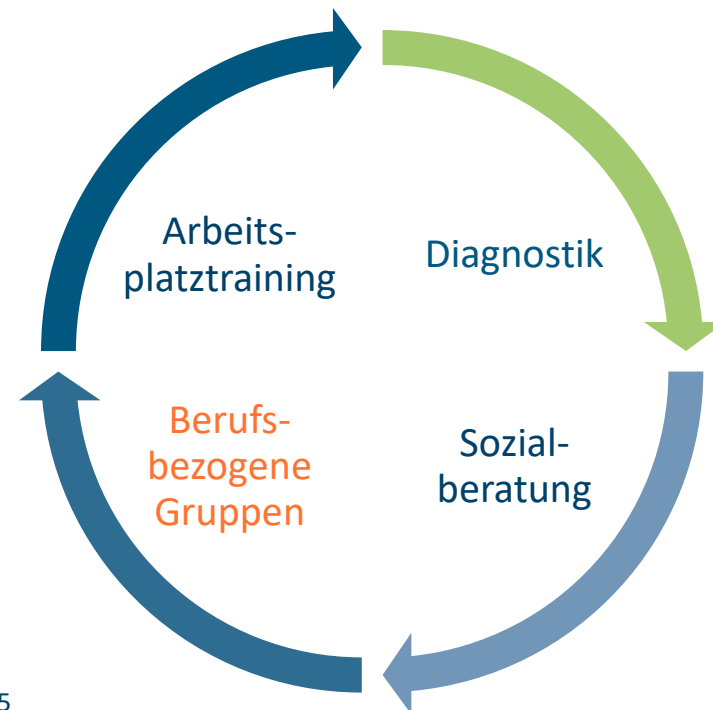 Arbeits-
platztraining
Diagnostik
Berufs-
bezogene
Gruppen
Sozial-
beratung
5